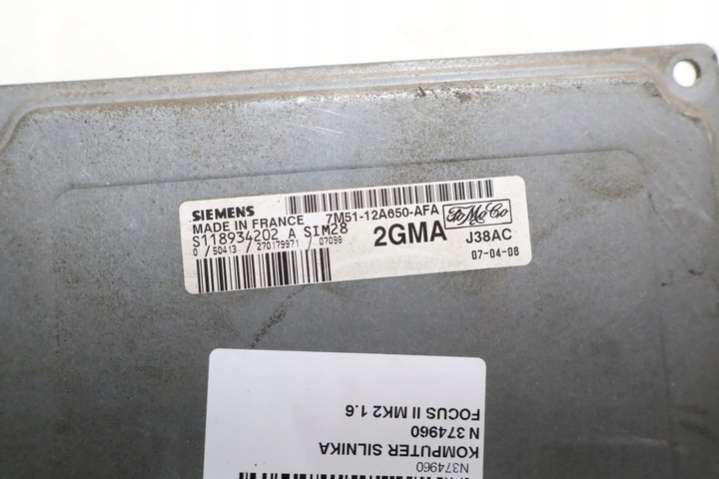 SIEMENS
MADE IN FRANCE 7M51-12A650-AFA
S118934202 A SIM28
0 / 50413 / 270179971 / 07098
FoMoCo
2GMA J38AC
07-04-08
N374960
KOMPUTER SILNIKA
N 374960
FOCUS II MK2 1.6